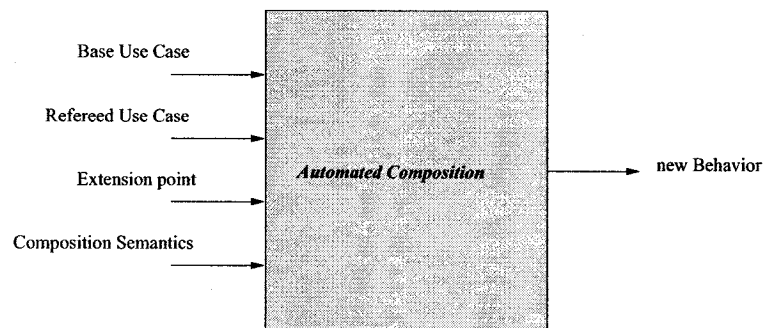 Base Use Case
Refereed Use Case
Extension point
Composition Semantics
Automated Composition
new Behavior